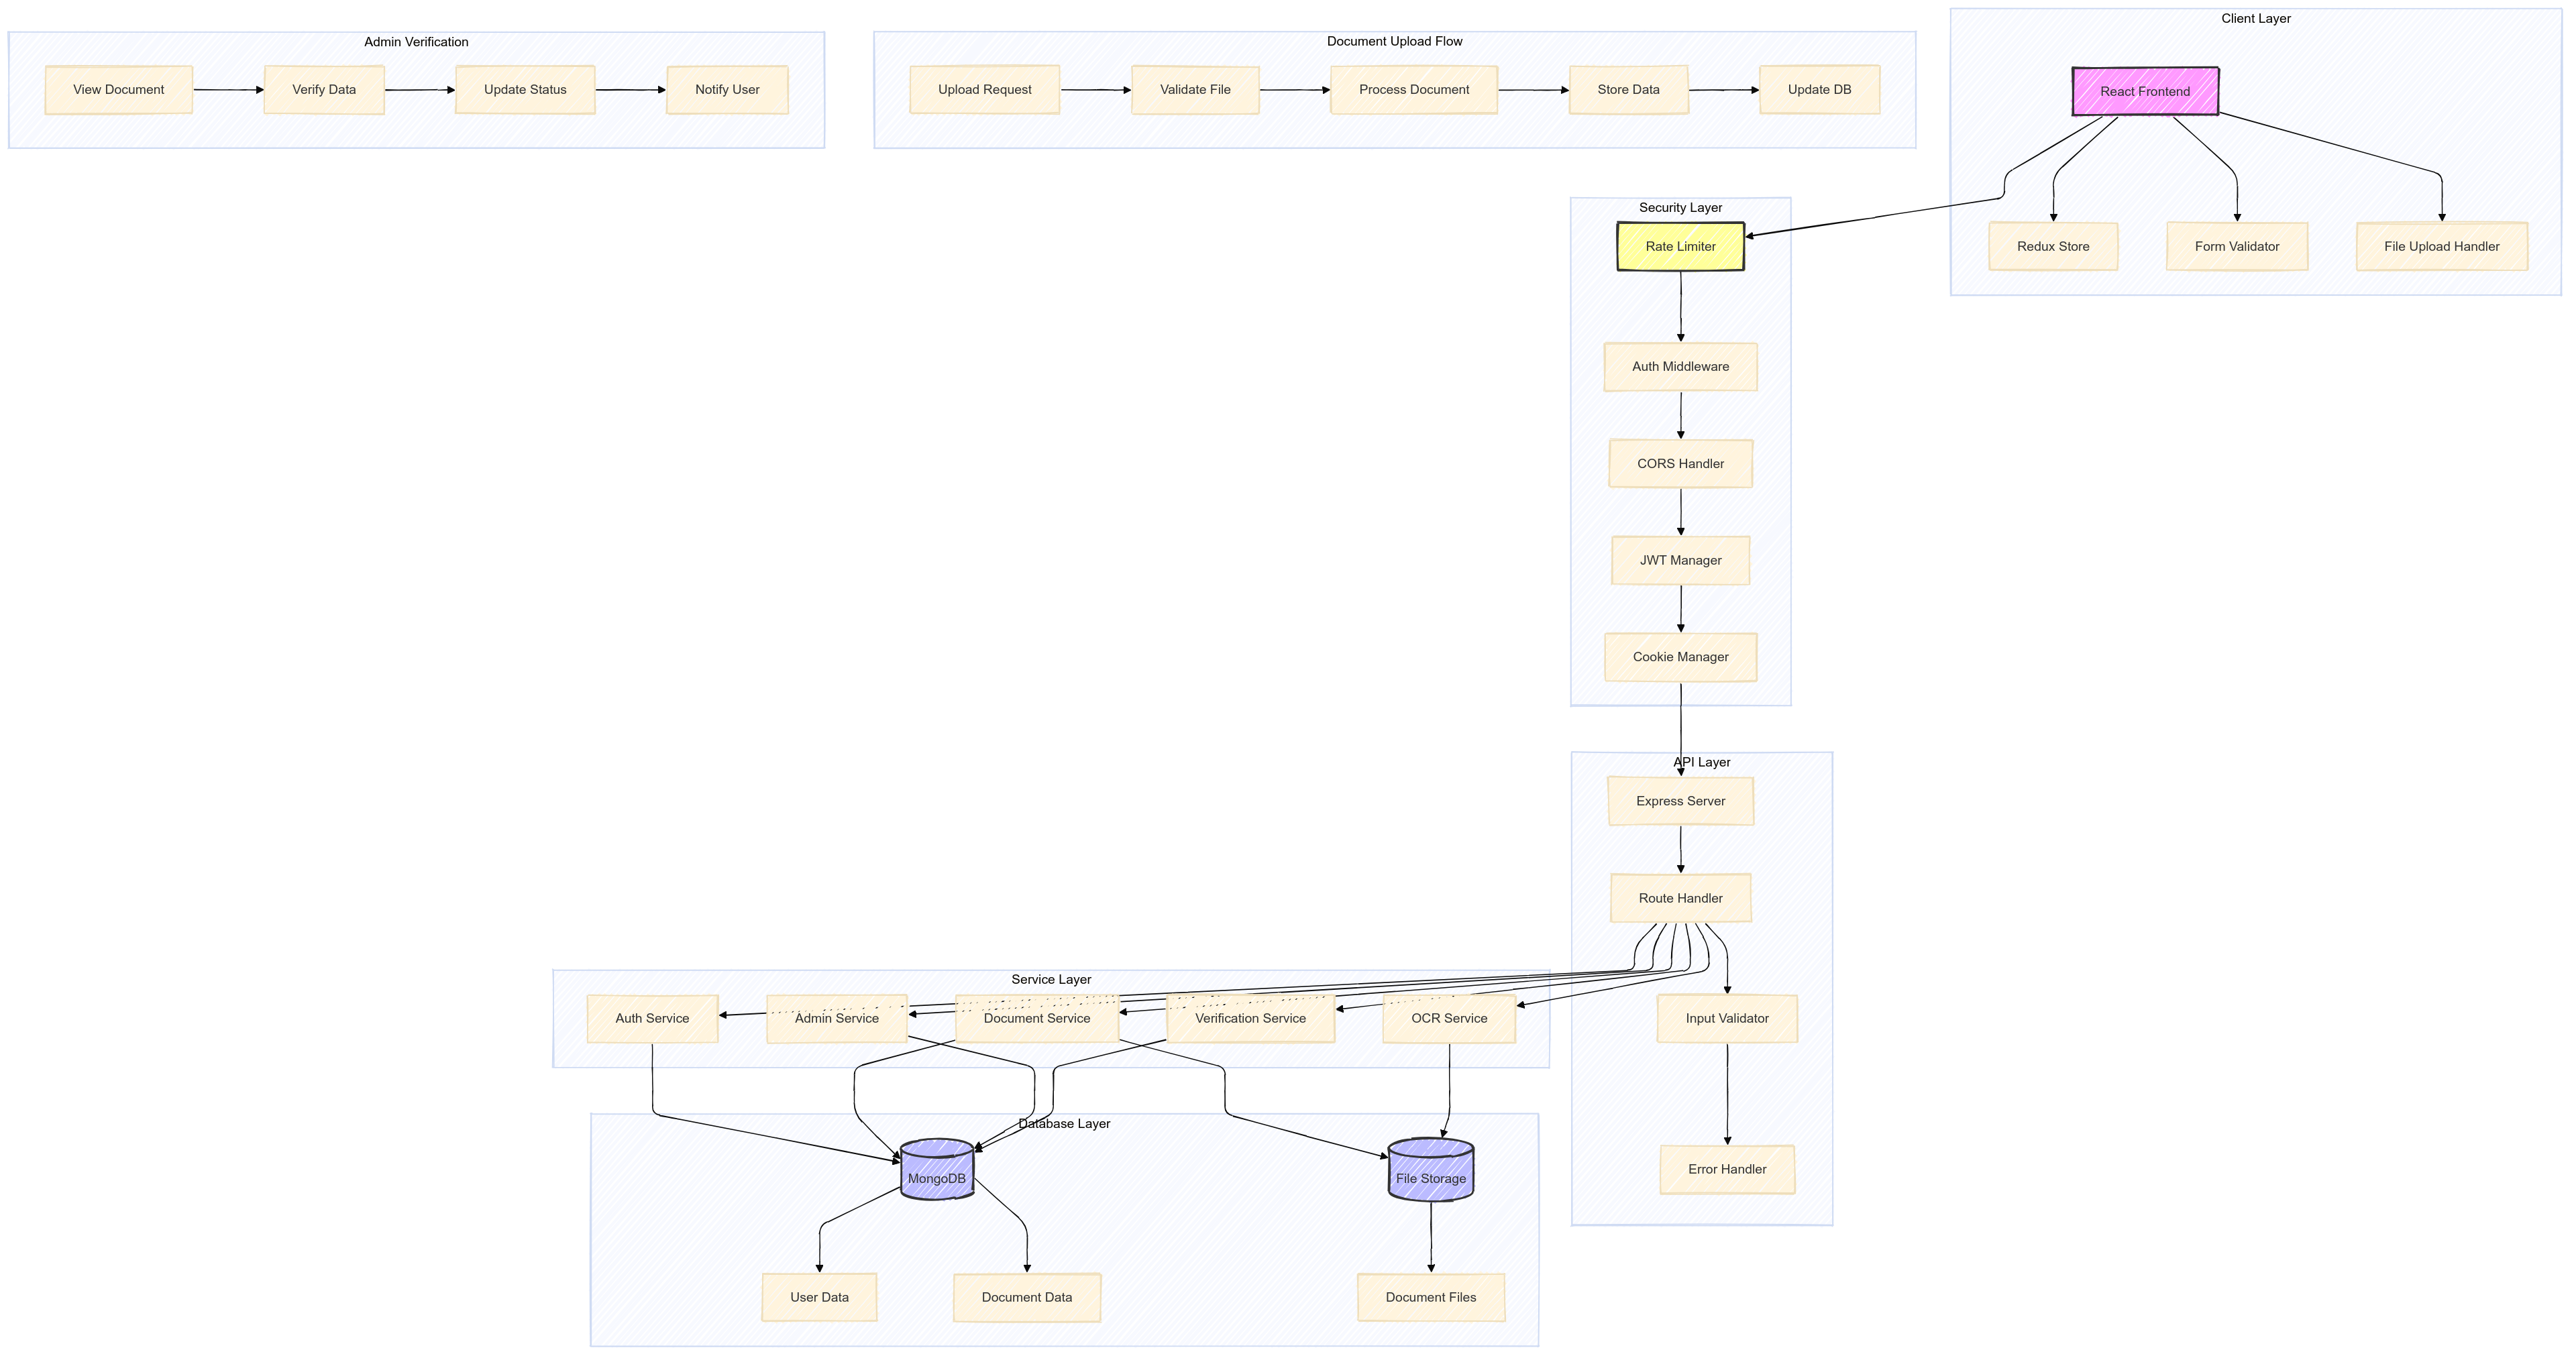 Admin Verification
View Document
Verify Data
Update Status
Notify User
Document Upload Flow
Upload Request
Validate File
Process Document
Store Data
Update DB
Client Layer
React Frontend
Redux Store
Form Validator
File Upload Handler
Security Layer
Rate Limiter
Auth Middleware
CORS Handler
JWT Manager
Cookie Manager
API Layer
Express Server
Route Handler
Input Validator
Error Handler
Service Layer
Auth Service
Admin Service
Document Service
Verification Service
OCR Service
Database Layer
MongoDB
File Storage
User Data
Document Data
Document Files